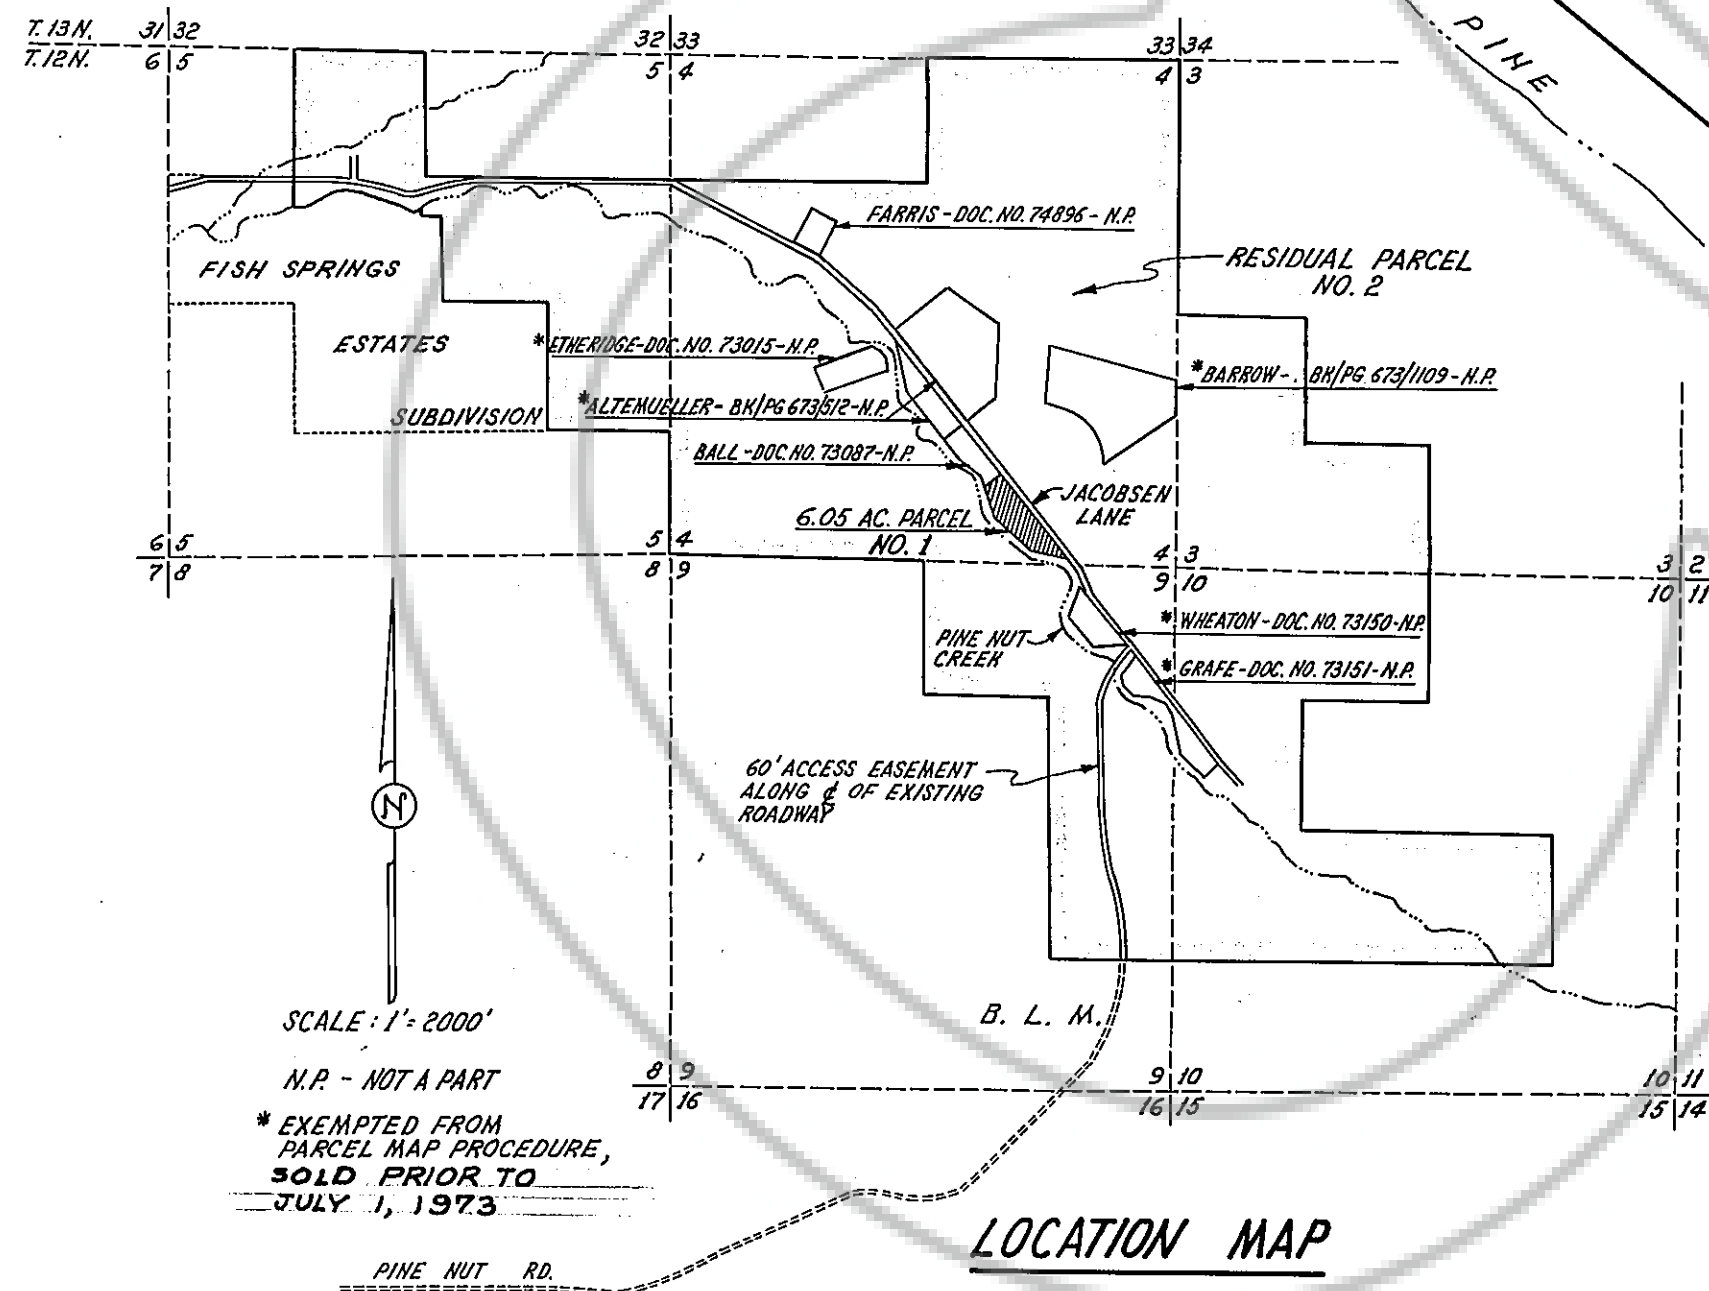 T. 13 N.
T. 12 N.
31 32
6 5
32 33
5 4
33 34
4 3
PINE
FARRIS - DOC. NO. 74896 - N.P.
RESIDUAL PARCEL
NO. 2
FISH SPRINGS
ESTATES
SUBDIVISION
* ETHERIDGE-DOC. NO. 73015-N.P.
* ALTEMUELLER - BK/PG 673/512-N.P.
* BARROW - . BK/PG. 673/1109 - N.P.
BALL - DOC. NO. 73087-N.P.
JACOBSEN
LANE
6.05 AC. PARCEL
NO. 1
6 5
7 8
5 4
8 9
4 3
9 10
3 2
10 11
* WHEATON - DOC. NO. 73150-N.P.
PINE NUT
CREEK
* GRAFE - DOC. NO. 73151-N.P.
60' ACCESS EASEMENT
ALONG ₵ OF EXISTING
ROADWAY
N
B. L. M.
SCALE : 1" = 2000'
N.P. - NOT A PART
* EXEMPTED FROM
PARCEL MAP PROCEDURE,
SOLD PRIOR TO
JULY 1, 1973
8 9
17 16
9 10
16 15
10 11
15 14
LOCATION MAP
PINE NUT RD.